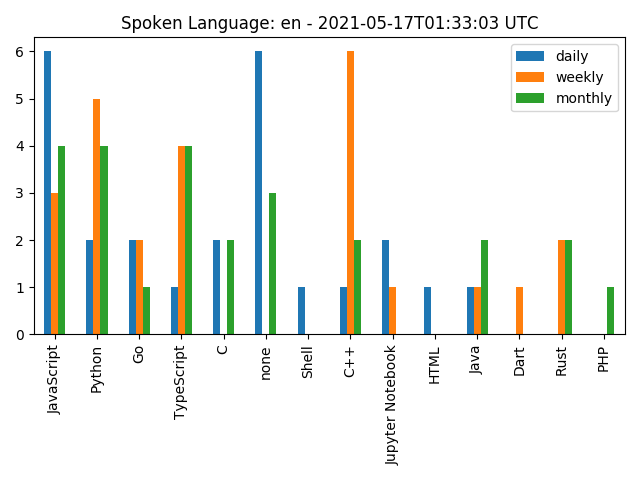 Spoken Language: en - 2021-05-17T01:33:03 UTC
daily
weekly
monthly
6
5
4
3
2
1
0
JavaScript
Python
Go
TypeScript
C
none
Shell
C++
Jupyter Notebook
HTML
Java
Dart
Rust
PHP